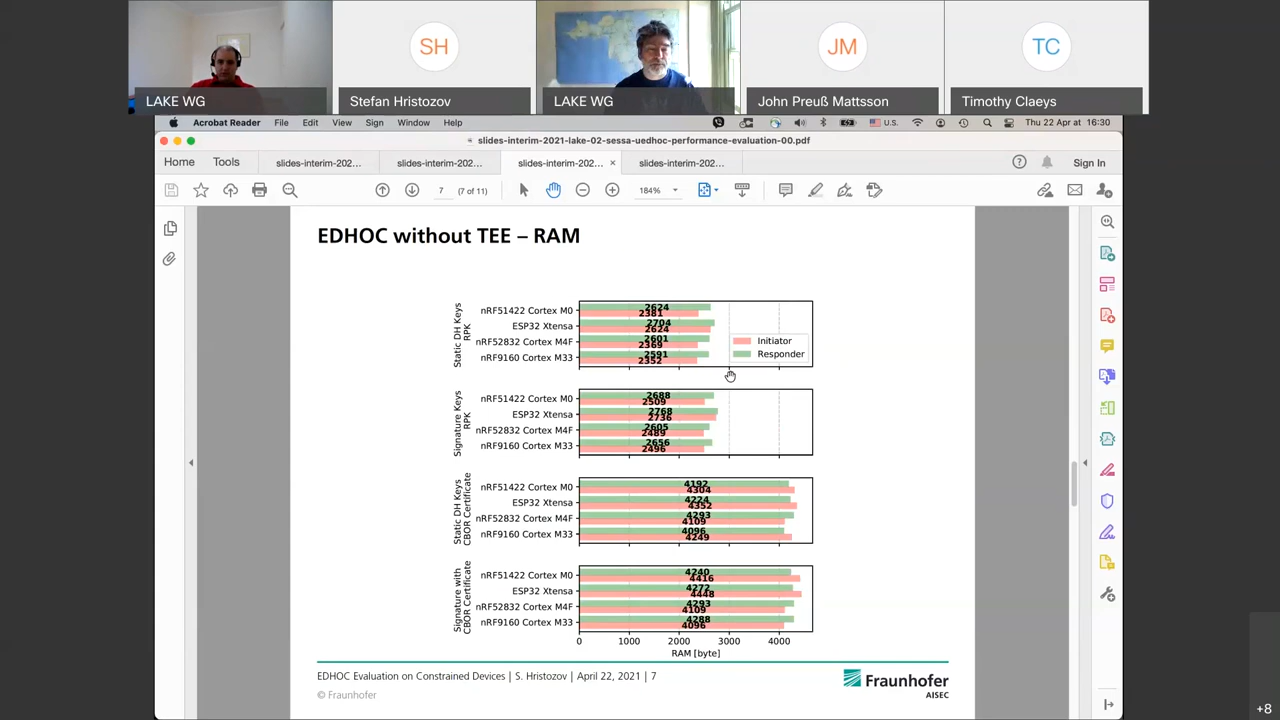 SH
JM
TC
LAKE WG
Stefan Hristozov
LAKE WG
John Preuß Mattsson
Timothy Claeys
Acrobat Reader File Edit View Sign Window Help
U.S.
Thu 22 Apr at 16:30
slides-interim-2021-lake-02-sessa-uedhoc-performance-evaluation-00.pdf
Home Tools slides-interim-202... slides-interim-202... slides-interim-202... × slides-interim-202... Sign In
7 (7 of 11) 184%
EDHOC without TEE – RAM
Static DH Keys
RPK
nRF51422 Cortex M0 2624
2381
ESP32 Xtensa 2704
2624
nRF52832 Cortex M4F 2601
2369
nRF9160 Cortex M33 2591
2352
Initiator
Responder
Signature Keys
RPK
nRF51422 Cortex M0 2688
2509
ESP32 Xtensa 2768
2736
nRF52832 Cortex M4F 2605
2489
nRF9160 Cortex M33 2656
2496
Static DH Keys
CBOR Certificate
nRF51422 Cortex M0 4192
4304
ESP32 Xtensa 4224
4352
nRF52832 Cortex M4F 4293
4109
nRF9160 Cortex M33 4096
4249
Signature with
CBOR Certificate
nRF51422 Cortex M0 4240
4416
ESP32 Xtensa 4272
4448
nRF52832 Cortex M4F 4293
4109
nRF9160 Cortex M33 4288
4096
0 1000 2000 3000 4000
RAM [byte]
EDHOC Evaluation on Constrained Devices | S. Hristozov | April 22, 2021 | 7
© Fraunhofer
Fraunhofer
AISEC
+8